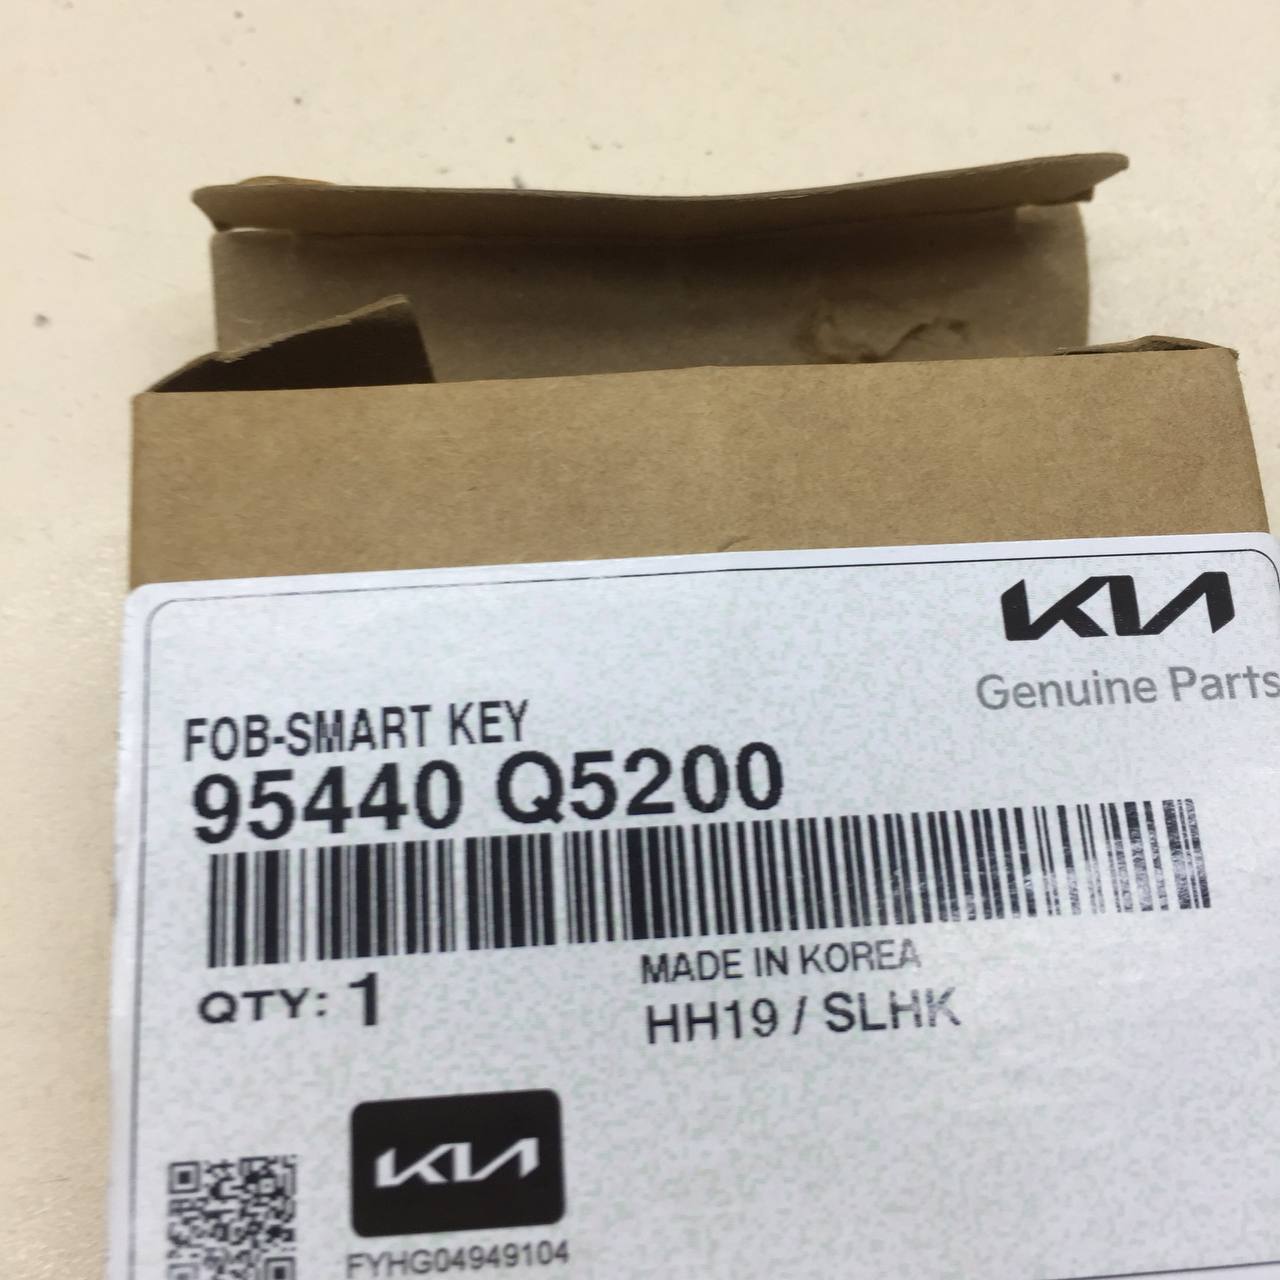 KIA
Genuine Parts
FOB-SMART KEY
95440 Q5200
QTY: 1
MADE IN KOREA
HH19 / SLHK
KIA
FYHG04949104